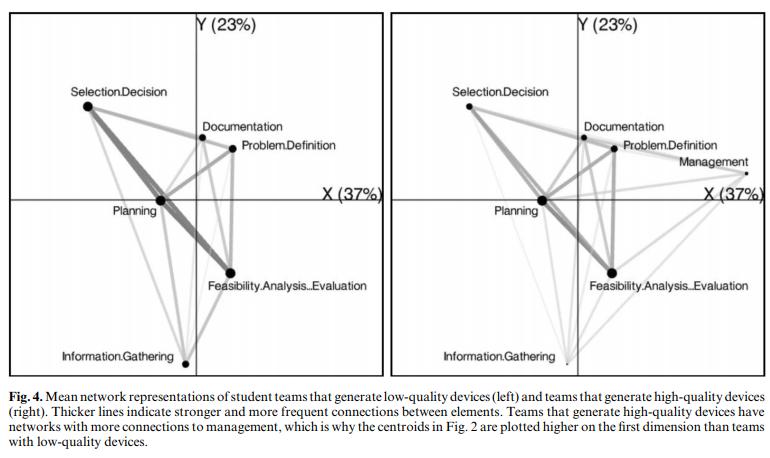 Y (23%)
Selection.Decision
Documentation
Problem.Definition
X (37%)
Planning
Feasibility.Analysis...Evaluation
Information.Gathering
Y (23%)
Selection.Decision
Documentation
Problem.Definition
Management
X (37%)
Planning
Feasibility.Analysis...Evaluation
Information.Gathering
Fig. 4. Mean network representations of student teams that generate low-quality devices (left) and teams that generate high-quality devices
(right). Thicker lines indicate stronger and more frequent connections between elements. Teams that generate high-quality devices have
networks with more connections to management, which is why the centroids in Fig. 2 are plotted higher on the first dimension than teams
with low-quality devices.